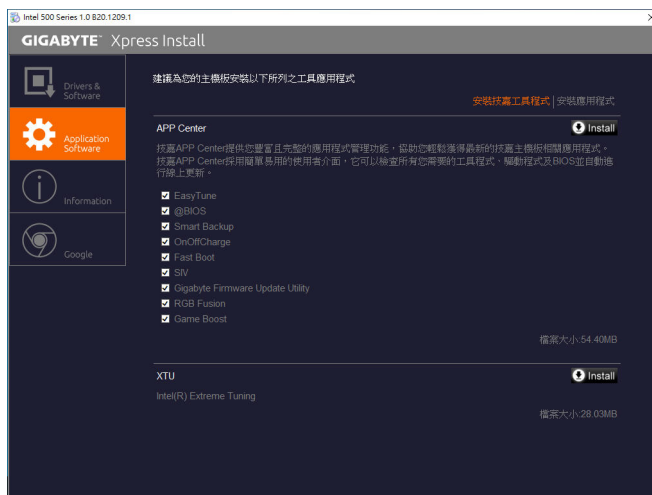 Intel 500 Series 1.0 B20.1209.1
GIGABYTE™ Xpress Install
Drivers &
Software
Application
Software
Information
Google
建議為您的主機板安裝以下所列之工具應用程式
安裝技嘉工具程式 | 安裝應用程式
APP Center
Install
技嘉APP Center提供您豐富且完整的應用程式管理功能，協助您輕鬆獲得最新的技嘉主機板相關應用程式。
技嘉APP Center採用簡單易用的使用者介面，它可以檢查所有您需要的工具程式、驅動程式及BIOS並自動進
行線上更新。
EasyTune
@BIOS
Smart Backup
OnOffCharge
Fast Boot
SIV
Gigabyte Firmware Update Utility
RGB Fusion
Game Boost
檔案大小:54.40MB
XTU
Install
Intel(R) Extreme Tuning
檔案大小:28.03MB